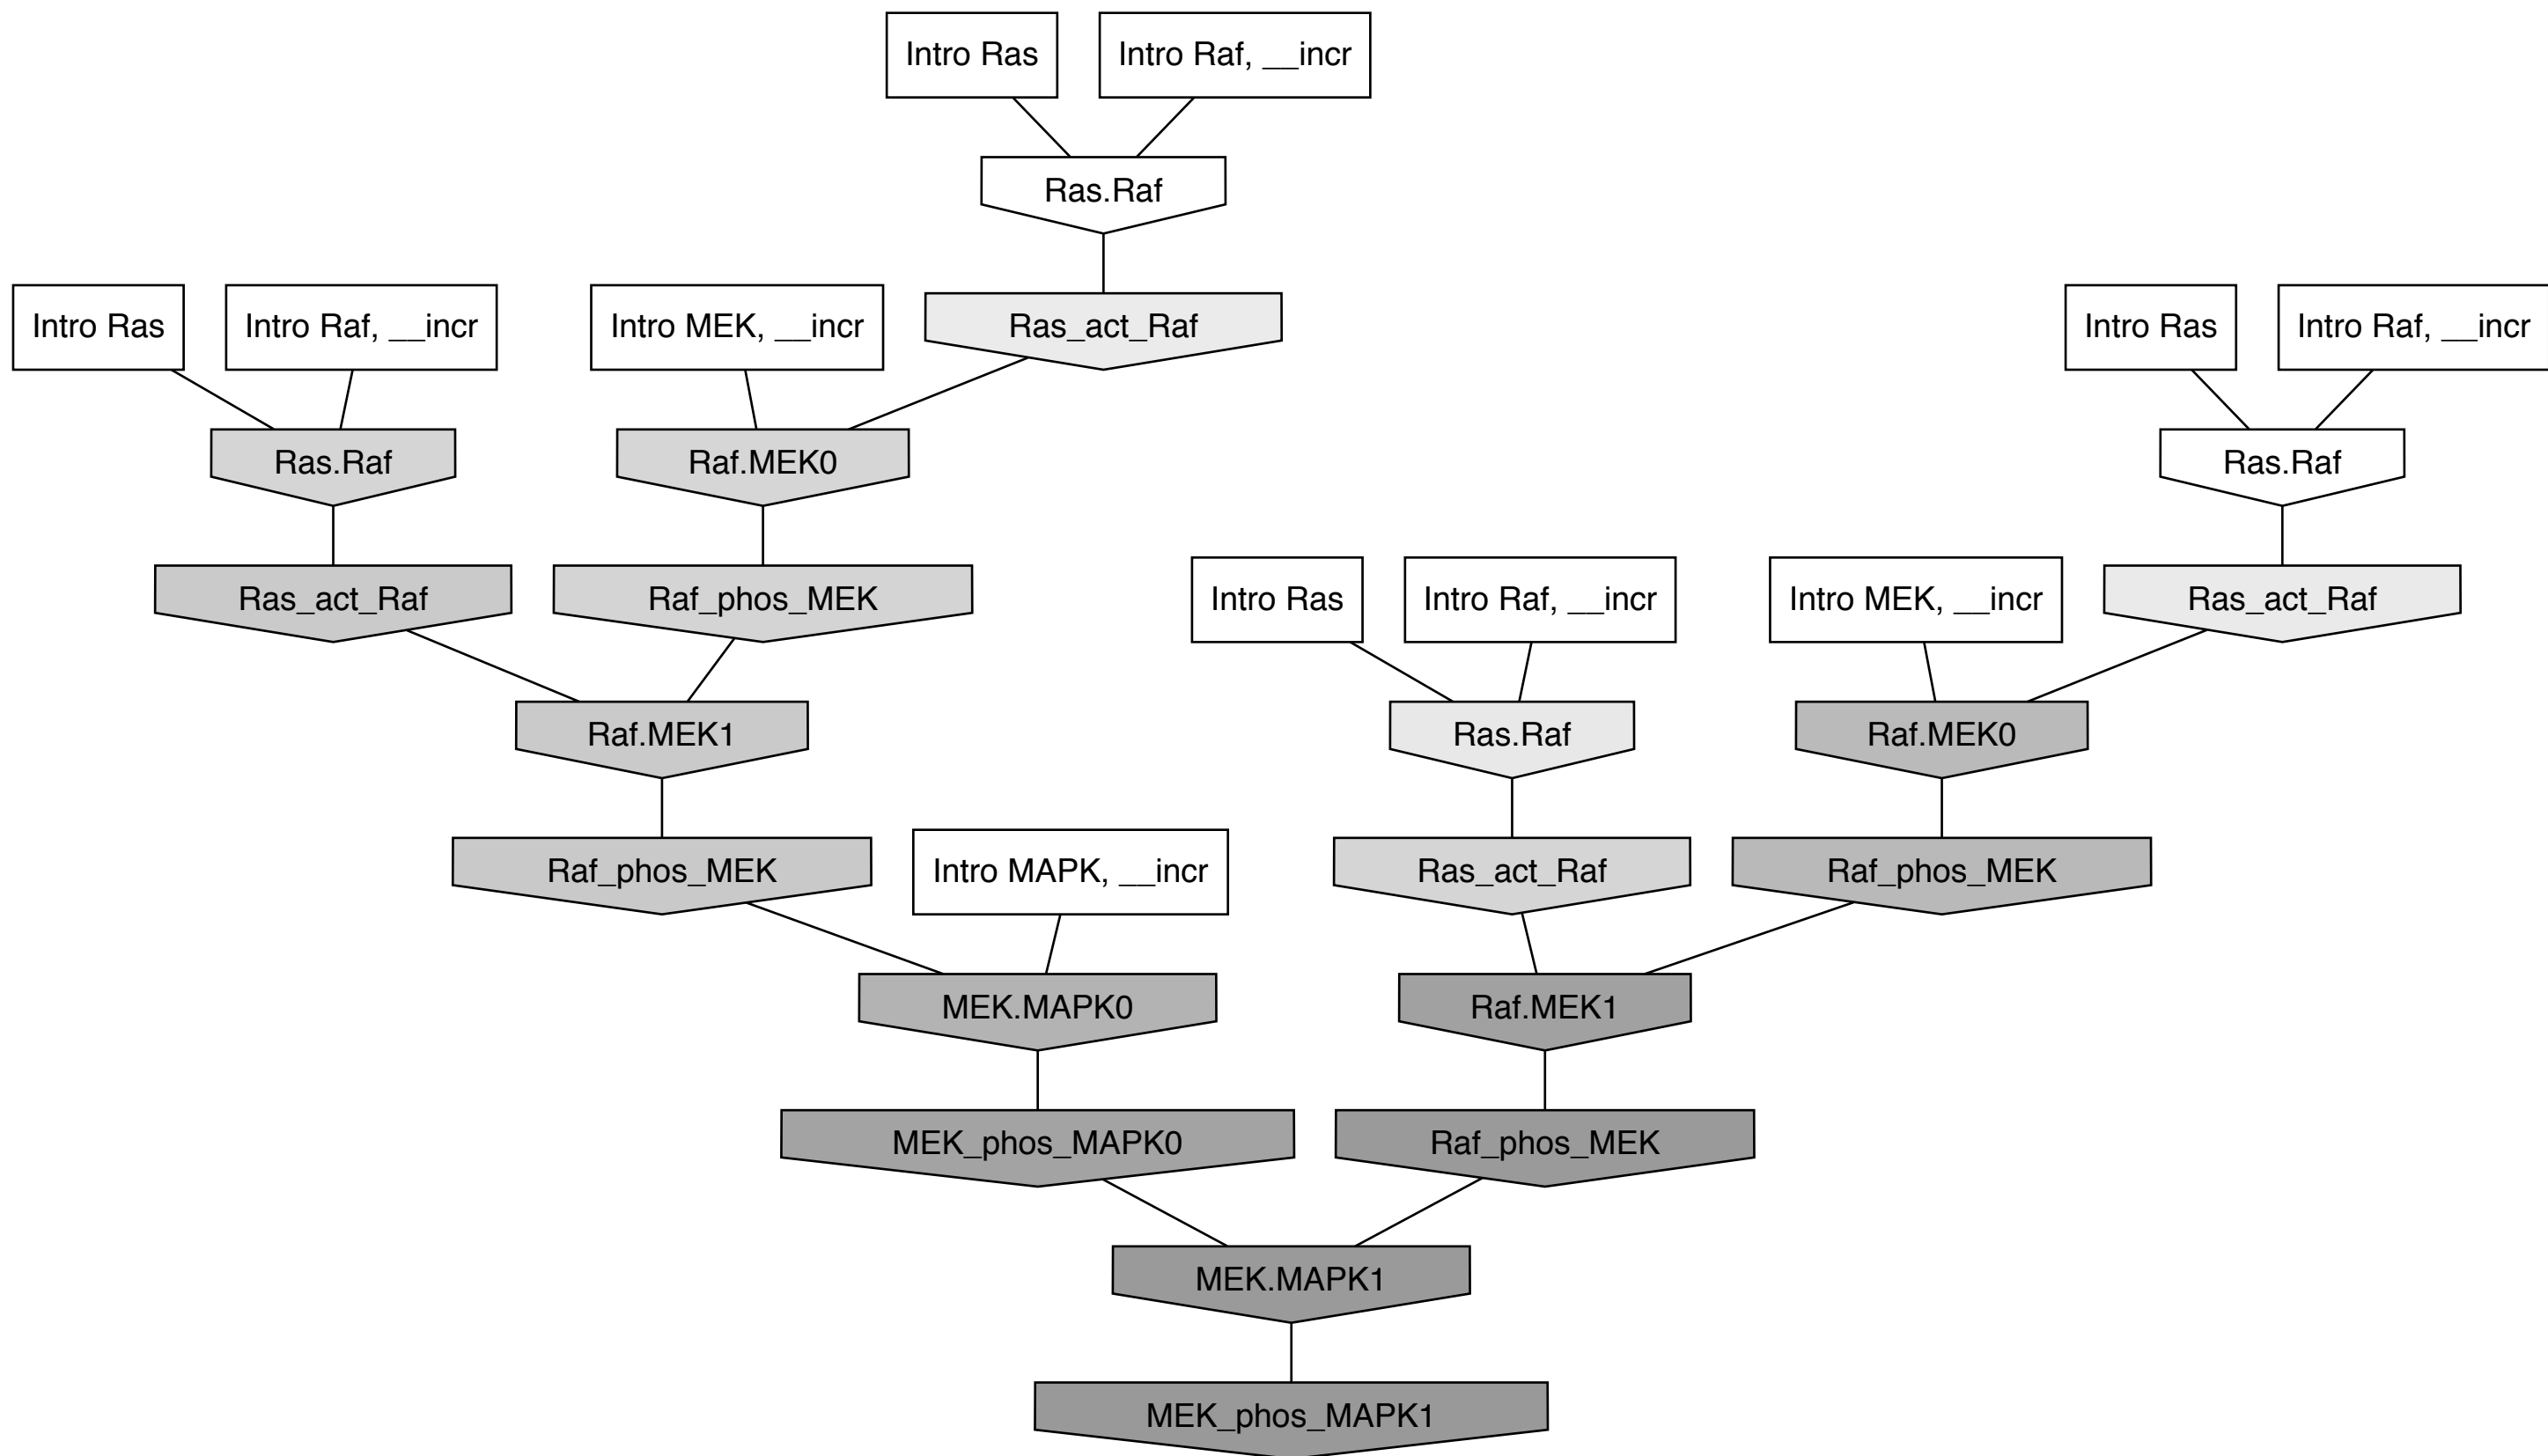 Intro Ras
Intro Raf, __incr
Ras.Raf
Intro Ras
Intro Raf, __incr
Intro MEK, __incr
Ras_act_Raf
Intro Ras
Intro Raf, __incr
Ras.Raf
Raf.MEK0
Ras.Raf
Ras_act_Raf
Raf_phos_MEK
Intro Ras
Intro Raf, __incr
Intro MEK, __incr
Ras_act_Raf
Raf.MEK1
Ras.Raf
Raf.MEK0
Raf_phos_MEK
Intro MAPK, __incr
Ras_act_Raf
Raf_phos_MEK
MEK.MAPK0
Raf.MEK1
MEK_phos_MAPK0
Raf_phos_MEK
MEK.MAPK1
MEK_phos_MAPK1